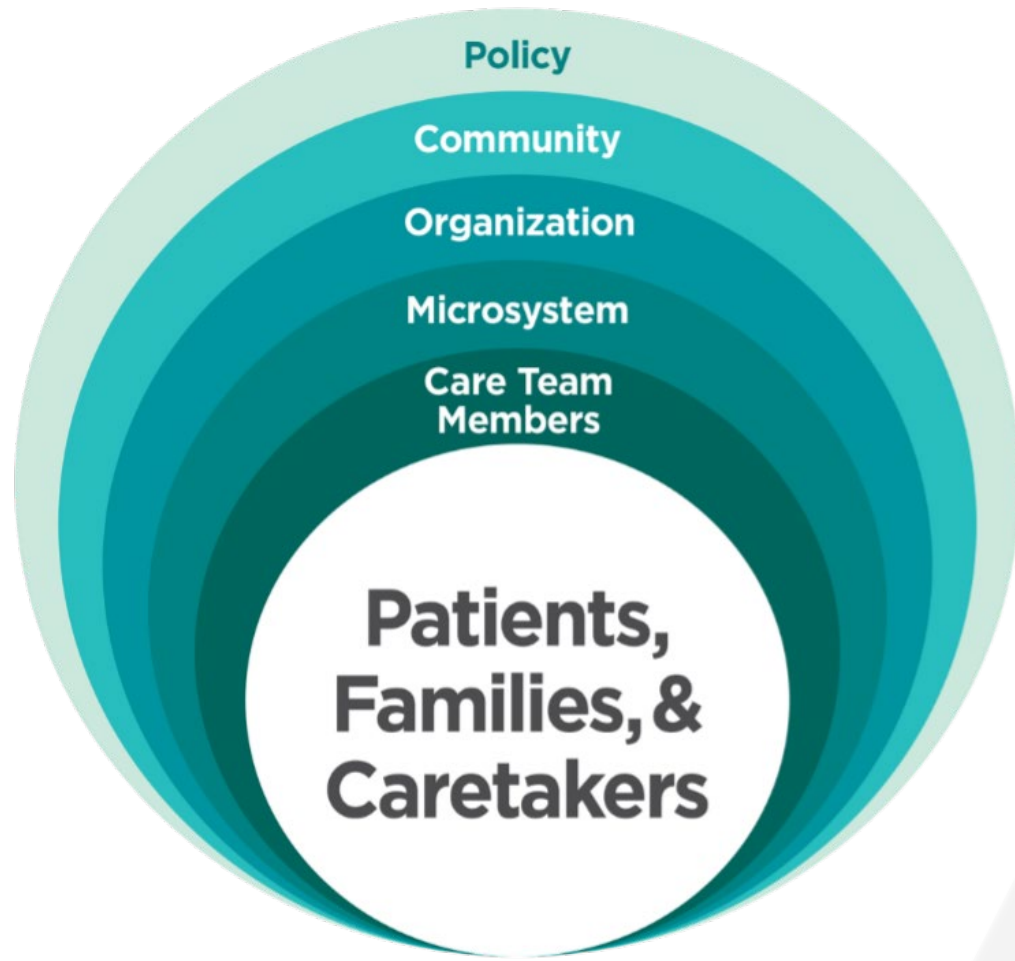 Policy
Community
Organization
Microsystem
Care Team
Members
Patients,
Families, &
Caretakers